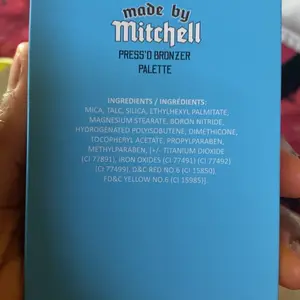 made by
Mitchell
PRESS'D BRONZER
PALETTE
INGREDIENTS / INGRÉDIENTS:
MICA, TALC, SILICA, ETHYLHEXYL PALMITATE,
MAGNESIUM STEARATE, BORON NITRIDE,
HYDROGENATED POLYISOBUTENE, DIMETHICONE,
TOCOPHERYL ACETATE, PROPYLPARABEN,
METHYLPARABEN, [+/- TITANIUM DIOXIDE
(CI 77891), IRON OXIDES (CI 77491) (CI 77492)
(CI 77499), D&C RED NO.6 (CI 15850)
FD&C YELLOW NO.6 (CI 15985)]